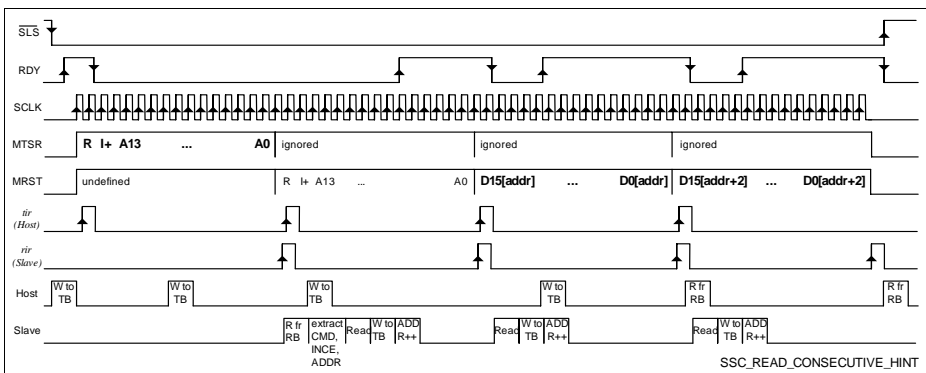 SLS
RDY
SCLK
MTSR R I+ A13 ... A0 ignored ignored ignored
MRST undefined R I+ A13 ... A0 D15[addr] ... D0[addr] D15[addr+2] ... D0[addr+2]
tir
(Host)
rir
(Slave)
Host W to TB W to TB W to TB W to TB R fr RB R fr RB
Slave R fr RB extract CMD, INCE, ADDR Read W to TB ADD R++ Read W to TB ADD R++ Read W to TB ADD R++
SSC_READ_CONSECUTIVE_HINT